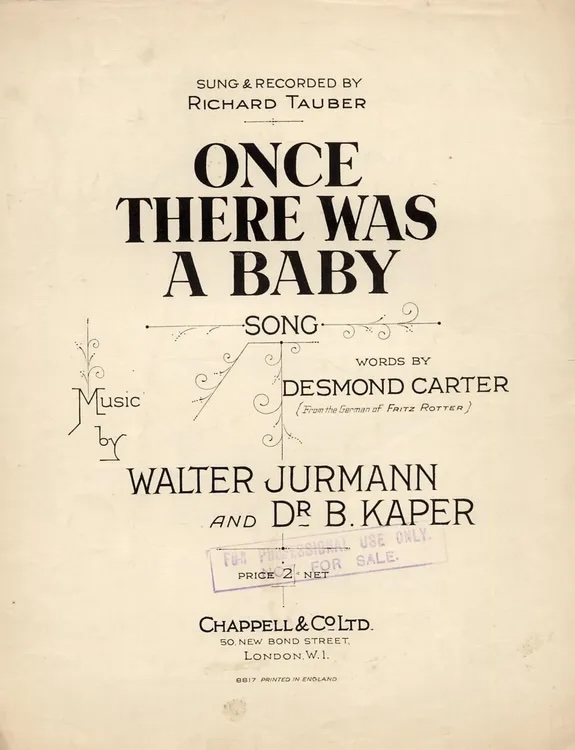 SUNG & RECORDED BY
RICHARD TAUBER
ONCE
THERE WAS
A BABY
SONG
WORDS BY
DESMOND CARTER
(From the German of FRITZ ROTTER)
Music
by
WALTER JURMANN
AND DR B. KAPER
FOR PROFESSIONAL USE ONLY.
NOT FOR SALE.
PRICE 2/- NET
CHAPPELL & CO LTD.
50, NEW BOND STREET,
LONDON, W.1.
8817 PRINTED IN ENGLAND